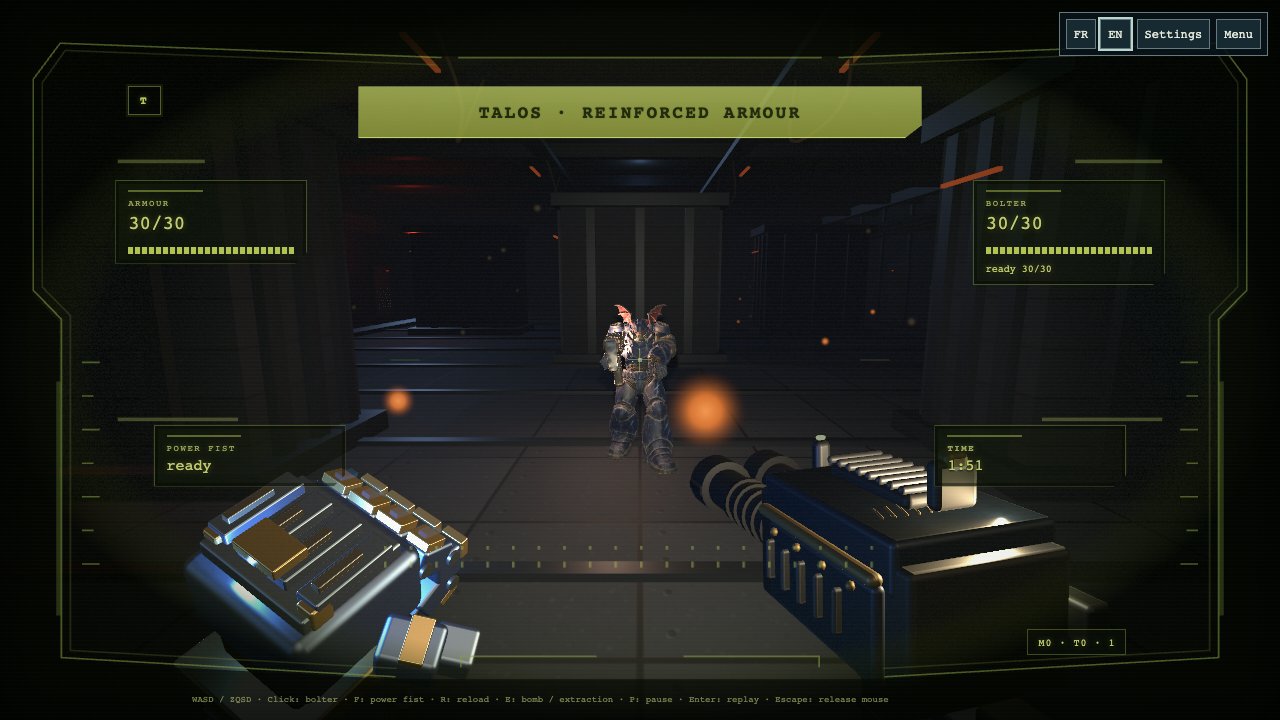 FR EN Settings Menu
T
TALOS · REINFORCED ARMOUR
ARMOUR
30/30
BOLTER
30/30
ready 30/30
POWER FIST
ready
TIME
1:51
M0 · T0 · 1
WASD / ZQSD · Click: bolter · F: power fist · R: reload · E: bomb / extraction · P: pause · Enter: replay · Escape: release mouse